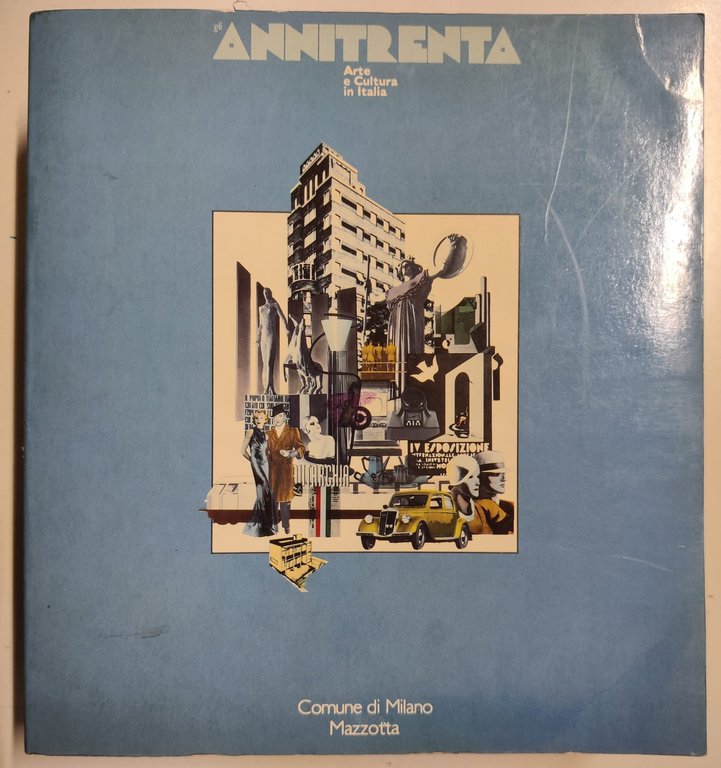 gli ANNITRENTA
Arte
e Cultura
in Italia
IV ESPOSIZIONE
Comune di Milano
Mazzotta